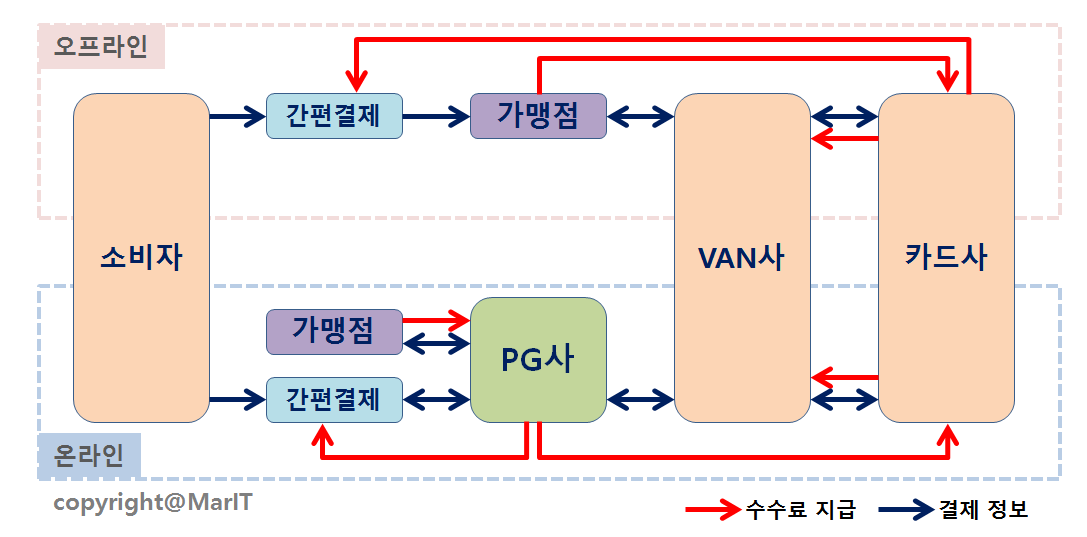 오프라인
간편결제
가맹점
소비자
VAN사
카드사
가맹점
PG사
간편결제
온라인
copyright@MarIT
수수료 지급
결제 정보